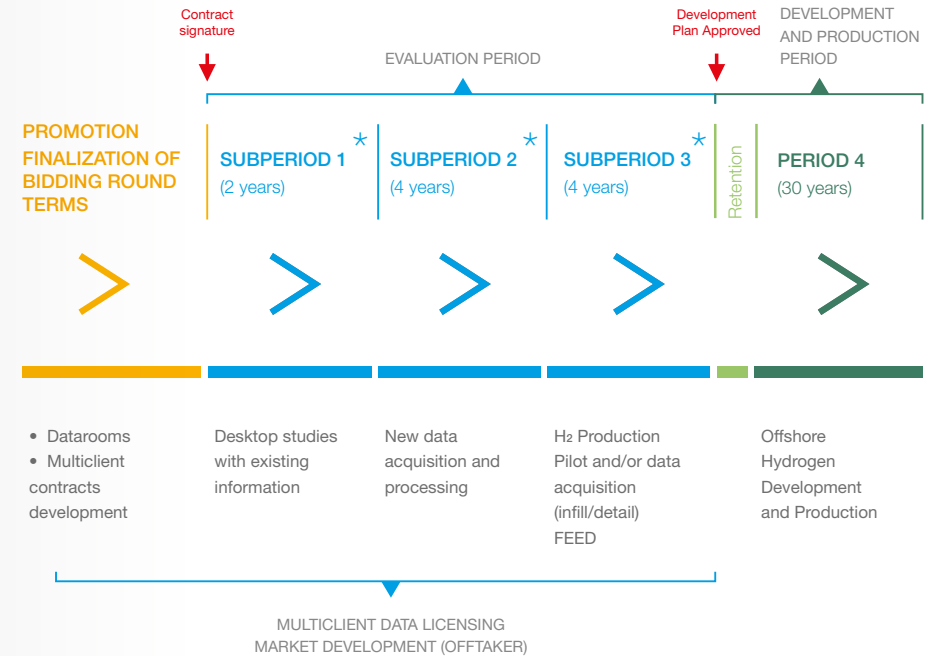 Contract
signature
Development
Plan Approved
DEVELOPMENT
AND PRODUCTION
PERIOD
EVALUATION PERIOD
PROMOTION
FINALIZATION OF
BIDDING ROUND
TERMS
SUBPERIOD 1 *
(2 years)
SUBPERIOD 2 *
(4 years)
SUBPERIOD 3 *
(4 years)
Retention
PERIOD 4
(30 years)
• Datarooms
• Multiclient
contracts
development
Desktop studies
with existing
information
New data
acquisition and
processing
H2 Production
Pilot and/or data
acquisition
(infill/detail)
FEED
Offshore
Hydrogen
Development
and Production
MULTICLIENT DATA LICENSING
MARKET DEVELOPMENT (OFFTAKER)